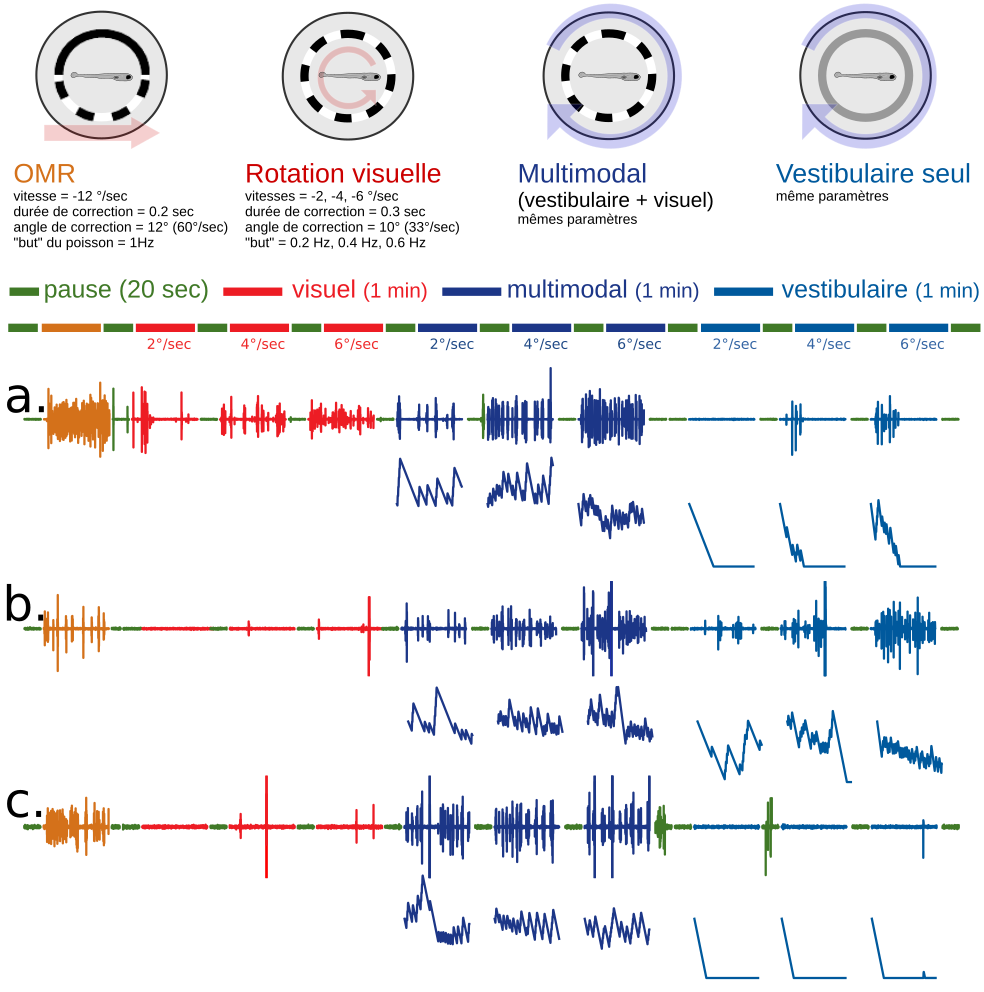 OMR
vitesse = -12 °/sec
durée de correction = 0.2 sec
angle de correction = 12° (60°/sec)
"but" du poisson = 1Hz
Rotation visuelle
vitesses = -2, -4, -6 °/sec
durée de correction = 0.3 sec
angle de correction = 10° (33°/sec)
"but" = 0.2 Hz, 0.4 Hz, 0.6 Hz
Multimodal
(vestibulaire + visuel)
mêmes paramètres
Vestibulaire seul
même paramètres
pause (20 sec) visuel (1 min) multimodal (1 min) vestibulaire (1 min)
2°/sec 4°/sec 6°/sec 2°/sec 4°/sec 6°/sec 2°/sec 4°/sec 6°/sec
a.
b.
c.